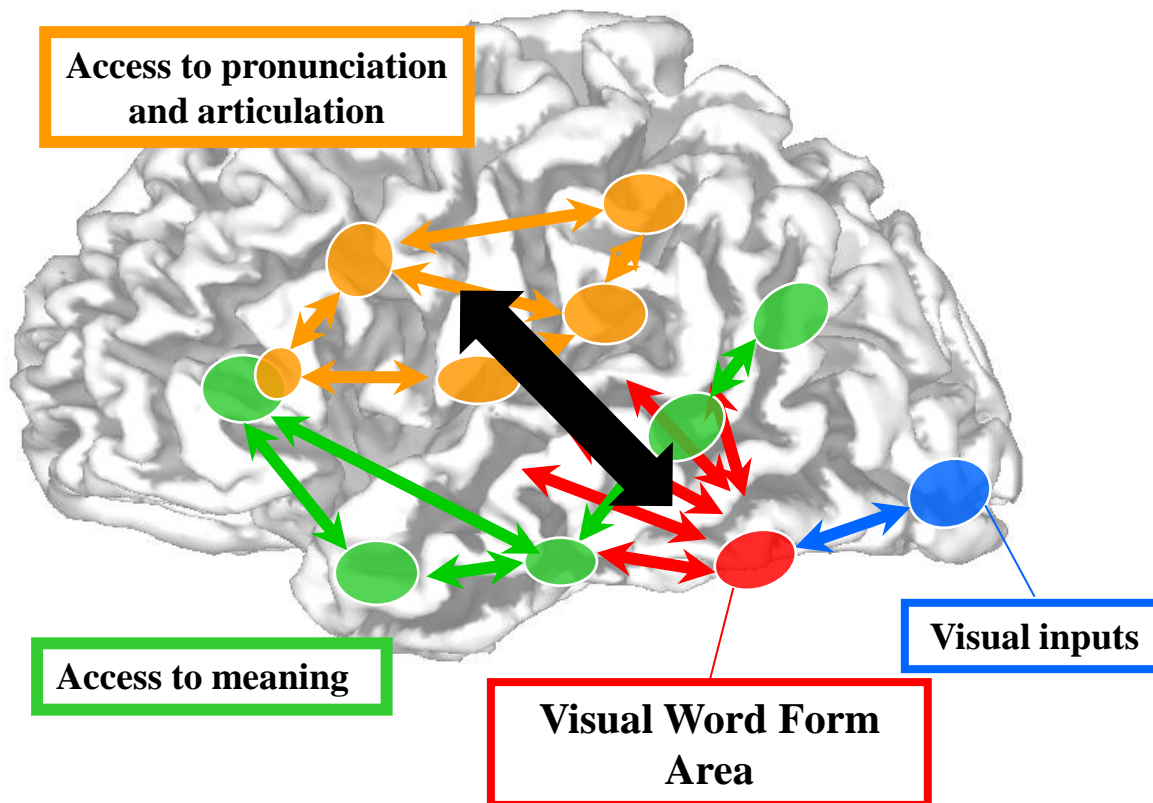 Access to pronunciation
and articulation
Access to meaning
Visual inputs
Visual Word Form
Area